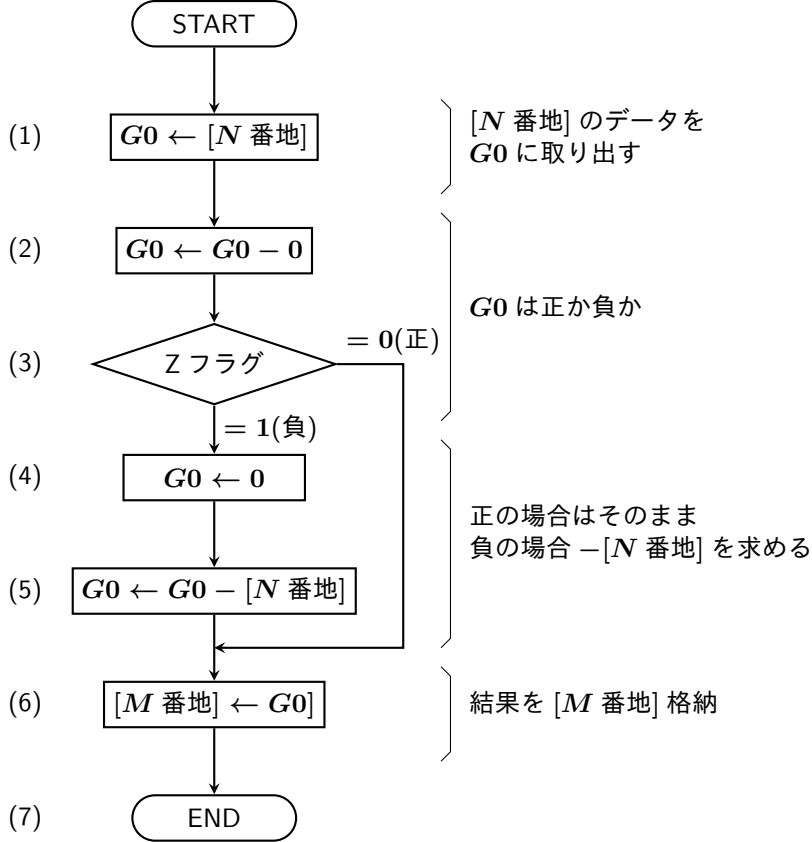 START
(1)
G0 ← [N 番地]
[N 番地] のデータを
G0 に取り出す
(2)
G0 ← G0 − 0
G0 は正か負か
(3)
Z フラグ
= 0(正)
= 1(負)
(4)
G0 ← 0
正の場合はそのまま
負の場合 −[N 番地] を求める
(5)
G0 ← G0 − [N 番地]
(6)
[M 番地] ← G0]
結果を [M 番地] 格納
(7)
END